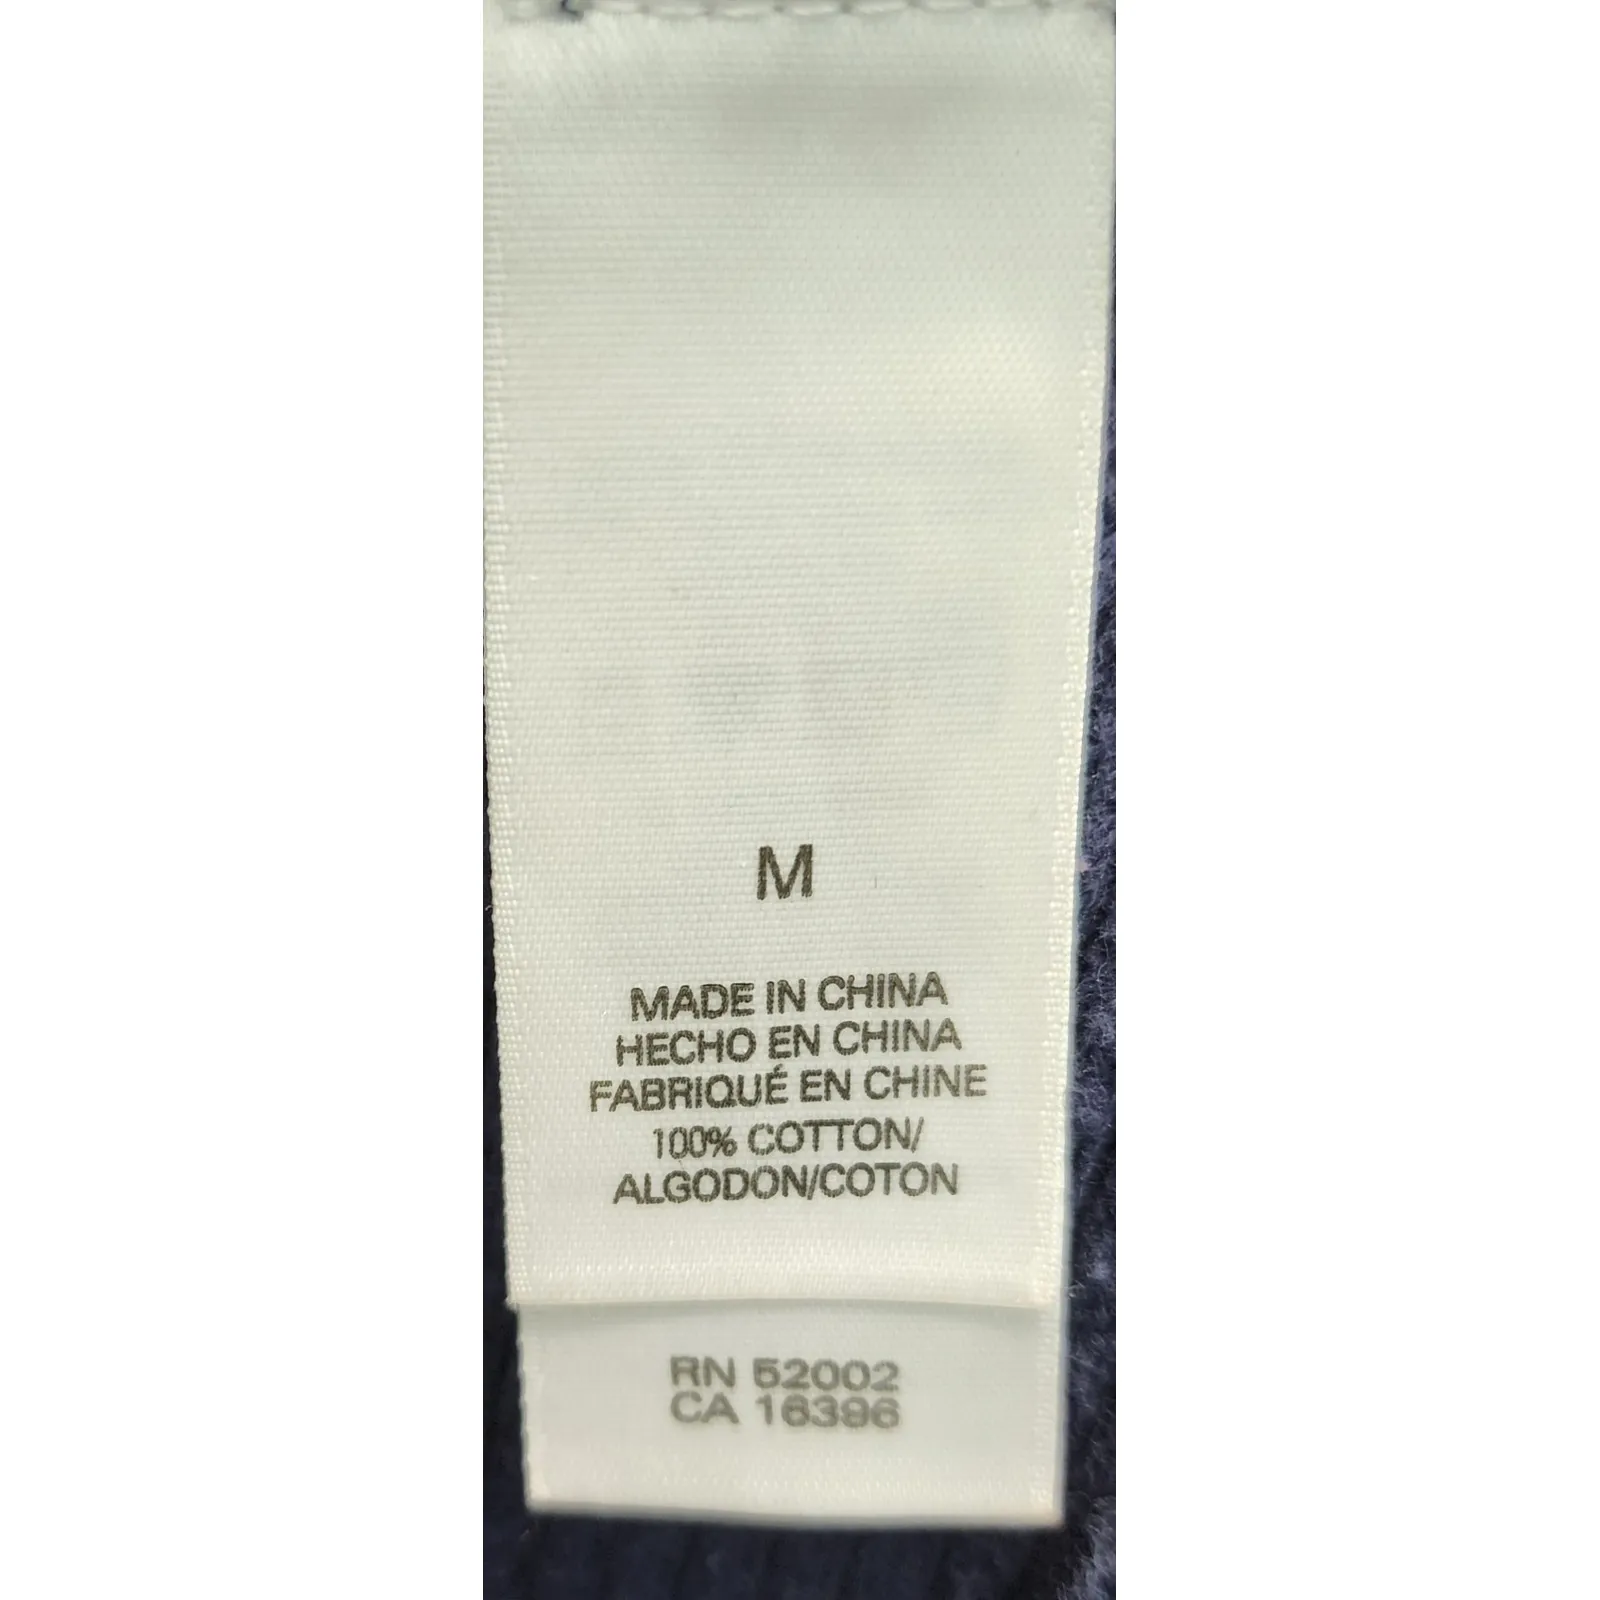 M
MADE IN CHINA
HECHO EN CHINA
FABRIQUÉ EN CHINE
100% COTTON/
ALGODON/COTON
RN 52002
CA 16396